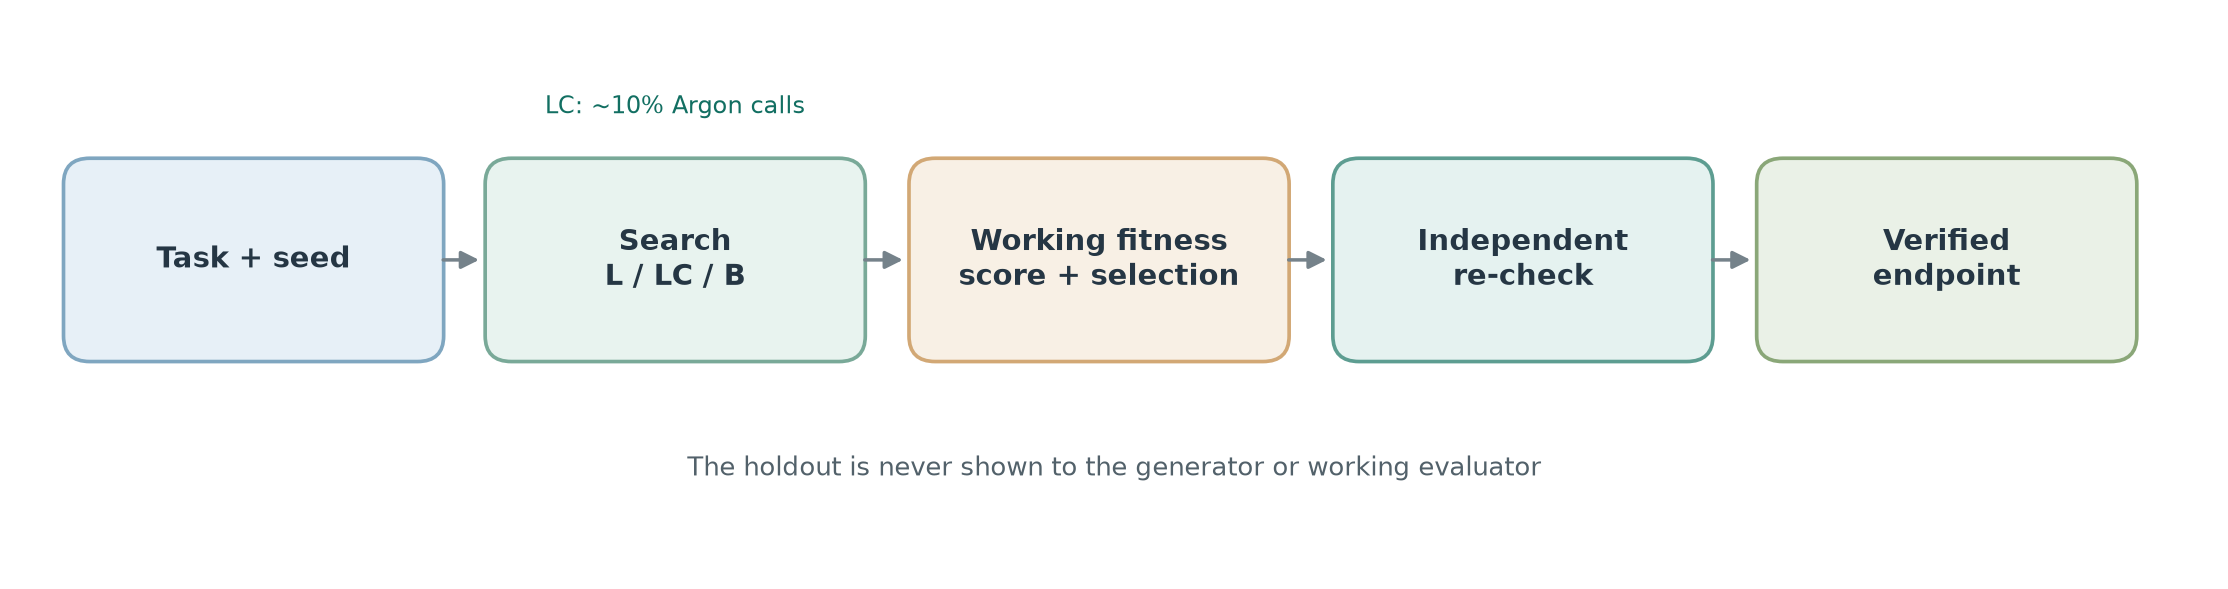 LC: ~10% Argon calls
Task + seed
Search
L / LC / B
Working fitness
score + selection
Independent
re-check
Verified
endpoint
The holdout is never shown to the generator or working evaluator